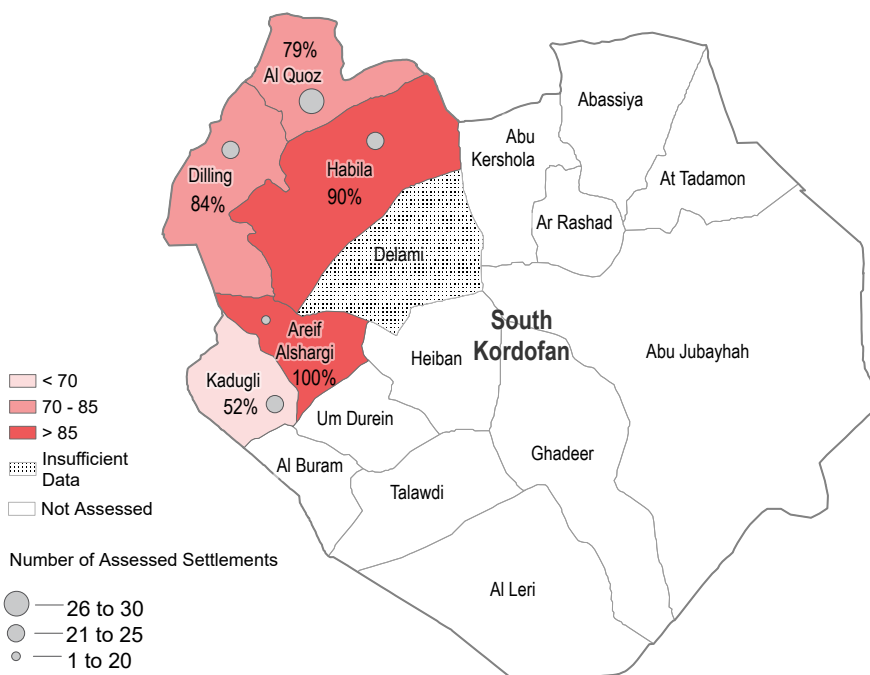 79%
Al Quoz
Abassiya
Abu
Kershola
Dilling
84%
Habila
90%
At Tadamon
Ar Rashad
Delami
South
Kordofan
Areif
Alshargi
100%
Heiban
Abu Jubayhah
Kadugli
52%
Um Durein
Ghadeer
Al Buram
Talawdi
Al Leri
< 70
70 - 85
> 85
Insufficient
Data
Not Assessed
Number of Assessed Settlements
26 to 30
21 to 25
1 to 20